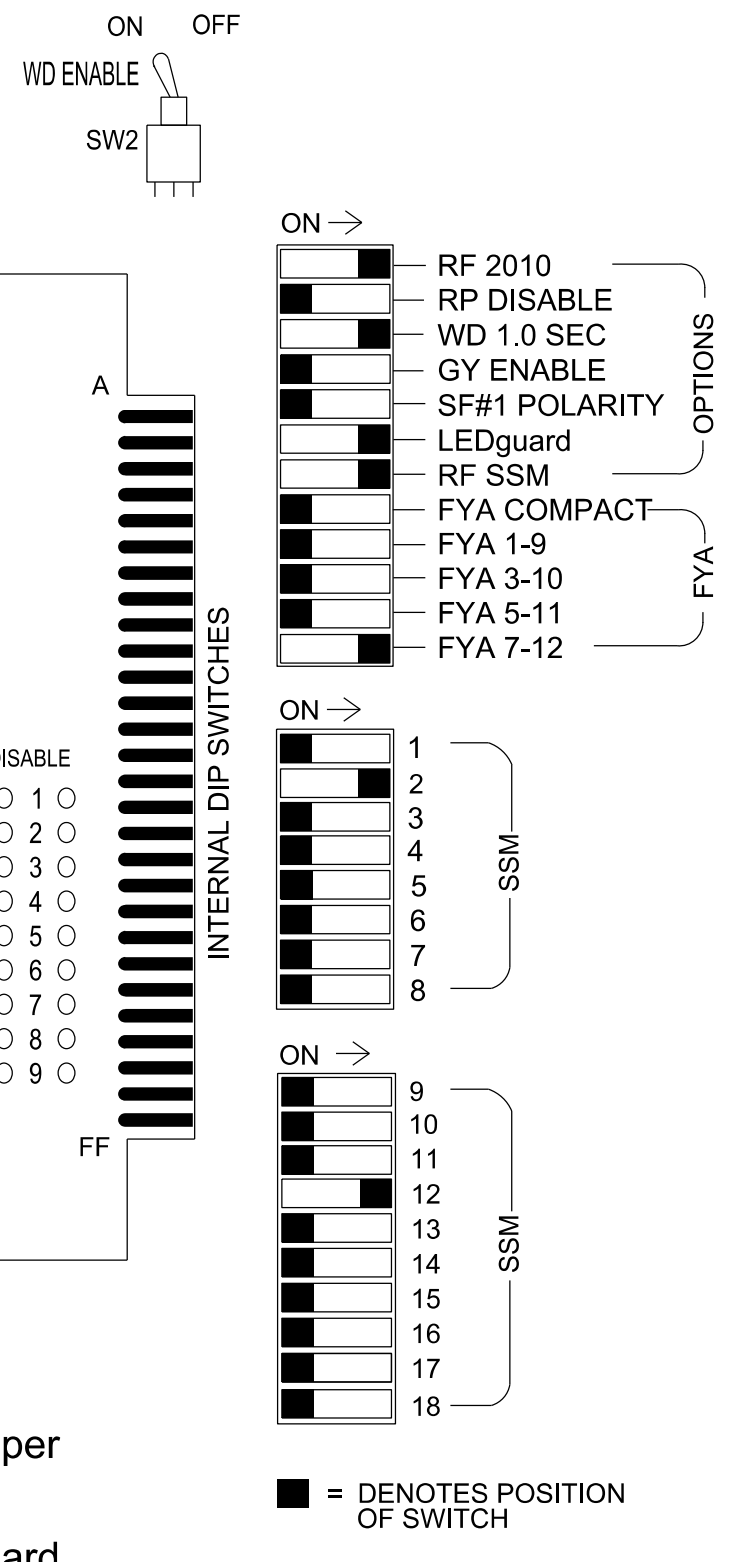 ON OFF
WD ENABLE
SW2
ON
RF 2010
RP DISABLE
WD 1.0 SEC
GY ENABLE
SF#1 POLARITY
LEDguard
RF SSM
OPTIONS
FYA COMPACT
FYA 1-9
FYA 3-10
FYA 5-11
FYA 7-12
FYA
A
FF
INTERNAL DIP SWITCHES
1
2
3
4
5
6
7
8
9
ON
1
2
3
4
5
6
7
8
SSM
ON
9
10
11
12
13
14
15
16
17
18
SSM
= DENOTES POSITION
OF SWITCH